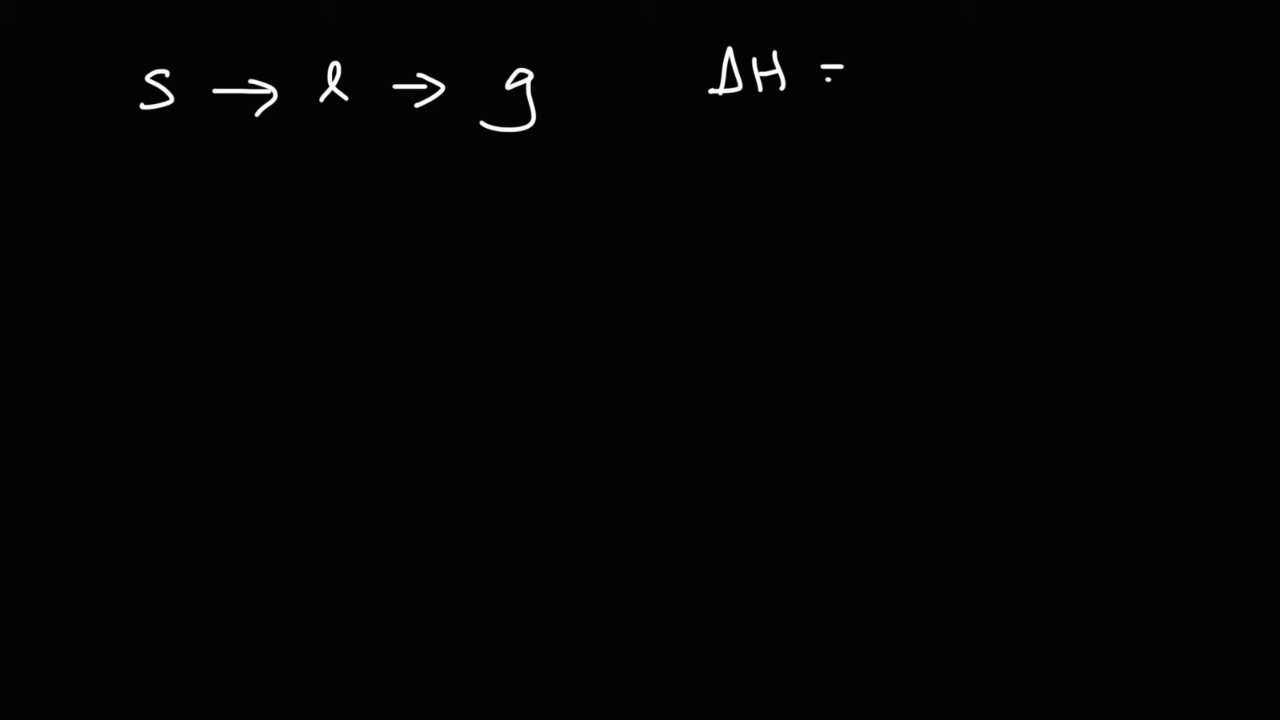 s → l → g ΔH =